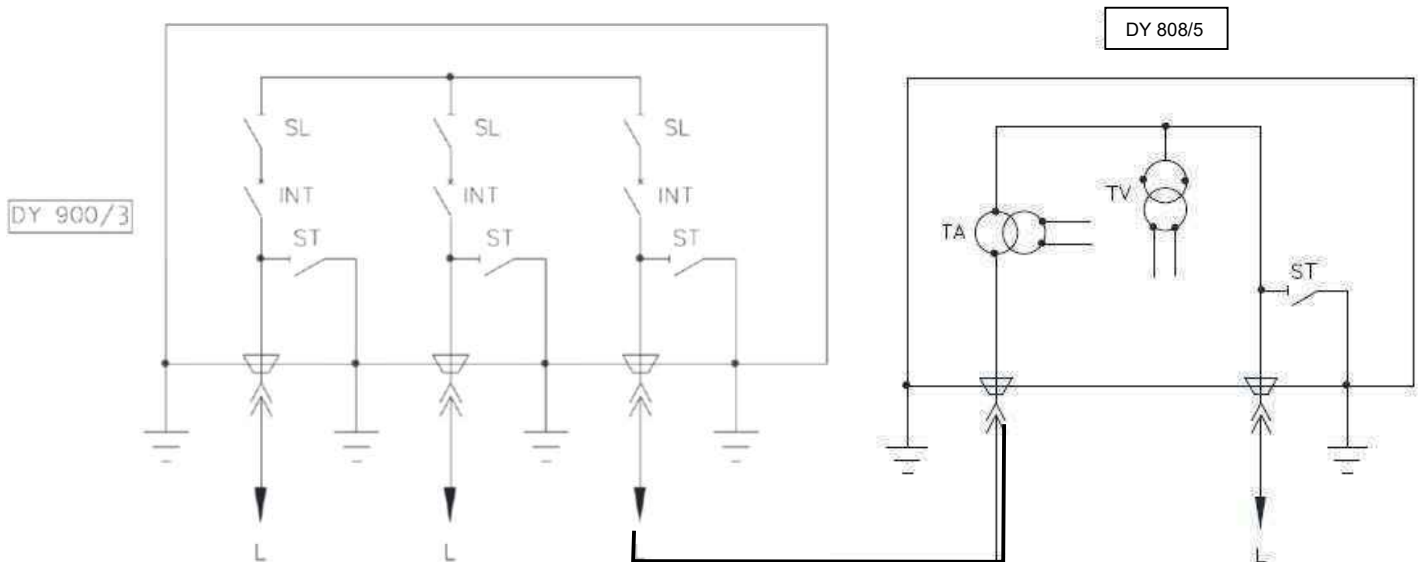 DY 808/5
SL SL SL
INT INT INT
ST ST ST
DY 900/3
TV
TA
ST
L L L